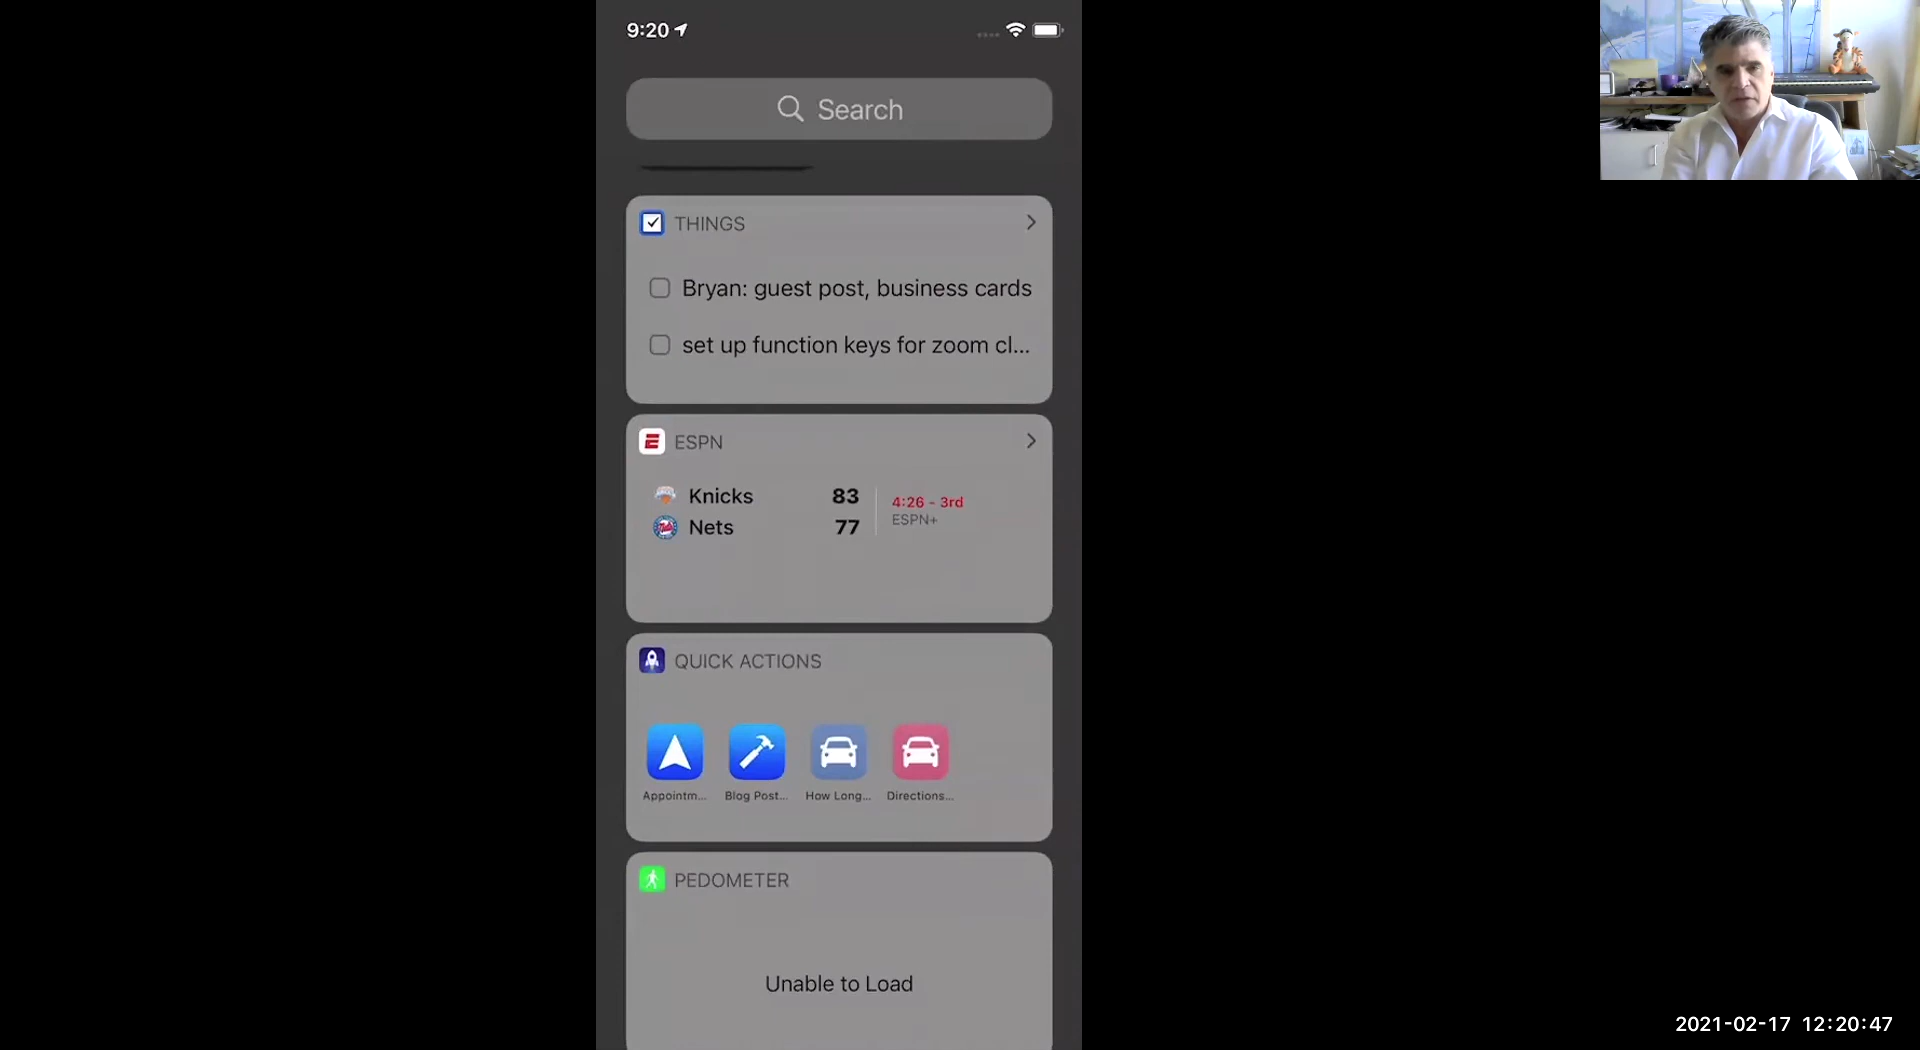 9:20
Search
THINGS
Bryan: guest post, business cards
set up function keys for zoom cl...
ESPN
Knicks 83
4:26 - 3rd
ESPN+
Nets 77
QUICK ACTIONS
Appointm... Blog Post... How Long... Directions...
PEDOMETER
Unable to Load
2021-02-17 12:20:47